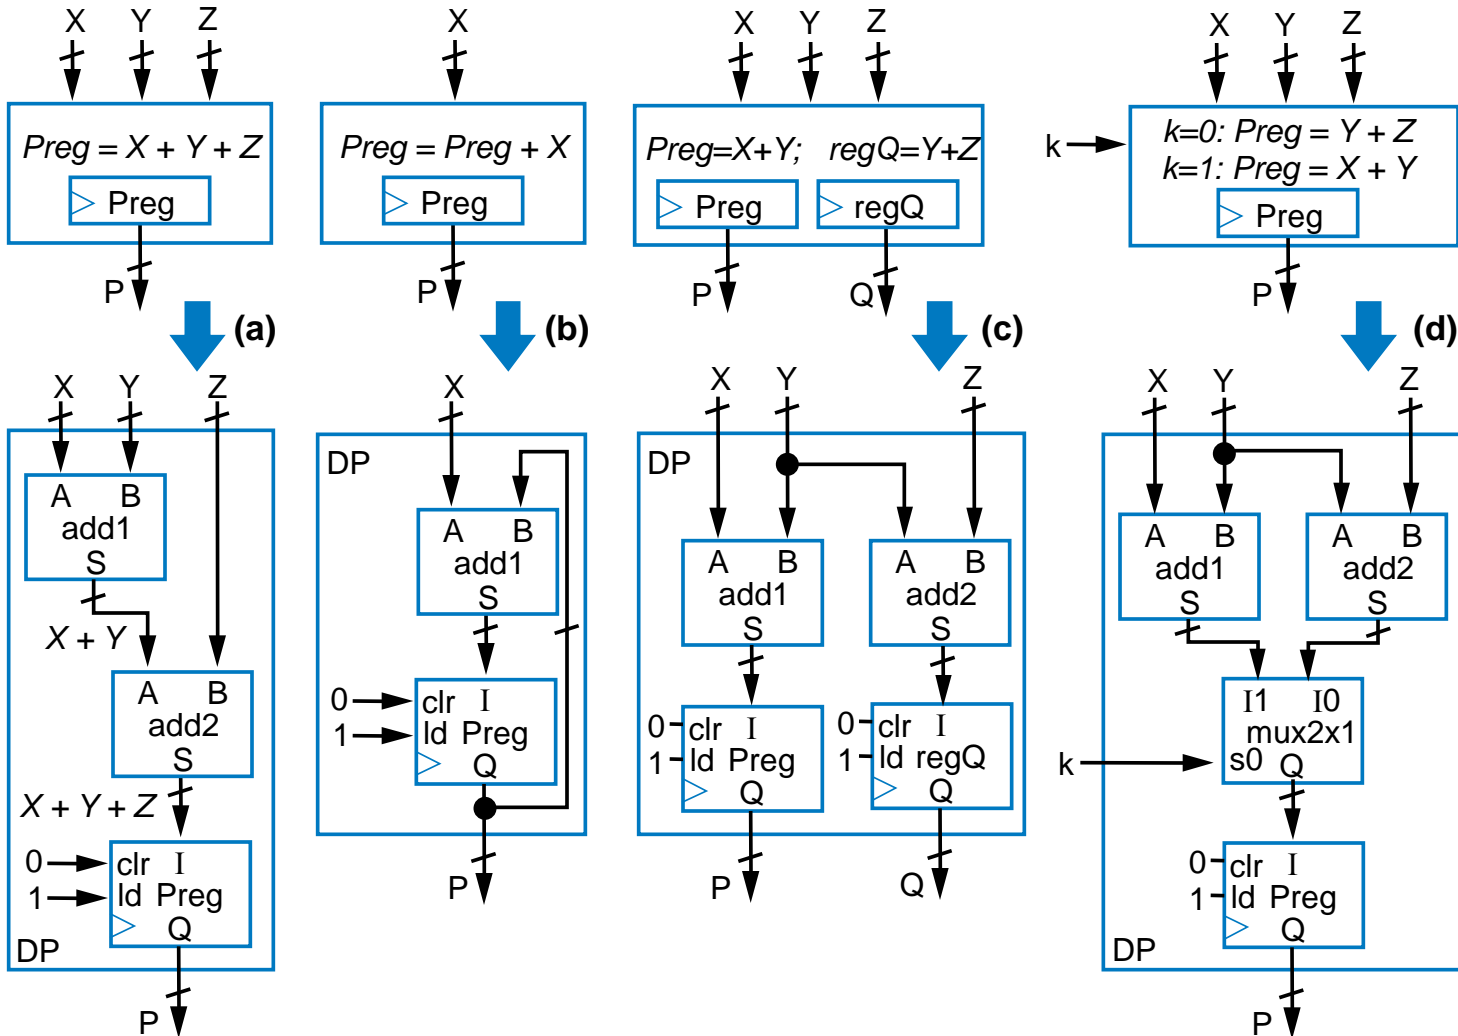 X Y Z
Preg = X + Y + Z
Preg
P
(a)
X Y Z
A B
add1
S
X + Y
A B
add2
S
X + Y + Z
0 clr I
1 ld Preg
Q
DP
P
X
Preg = Preg + X
Preg
P
(b)
X
DP
A B
add1
S
0 clr I
1 ld Preg
Q
P
X Y Z
Preg=X+Y; regQ=Y+Z
Preg regQ
P Q
(c)
X Y Z
DP
A B A B
add1 add2
S S
0 clr I 0 clr I
1 ld Preg 1 ld regQ
Q Q
P Q
X Y Z
k=0: Preg = Y + Z
k k=1: Preg = X + Y
Preg
P
(d)
X Y Z
A B A B
add1 add2
S S
I1 I0
mux2x1
k s0 Q
0 clr I
1 ld Preg
Q
DP
P